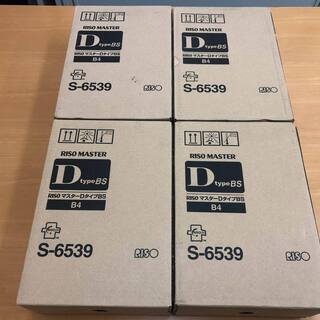 RISO MASTER
D type BS
RISO マスターDタイプBS
B4
S-6539
RISO
RISO MASTER
D type BS
RISO マスターDタイプBS
B4
S-6539
RISO
RISO MASTER
D type BS
RISO マスターDタイプBS
B4
S-6539
RISO
RISO MASTER
D type BS
RISO マスターDタイプBS
B4
S-6539
RISO